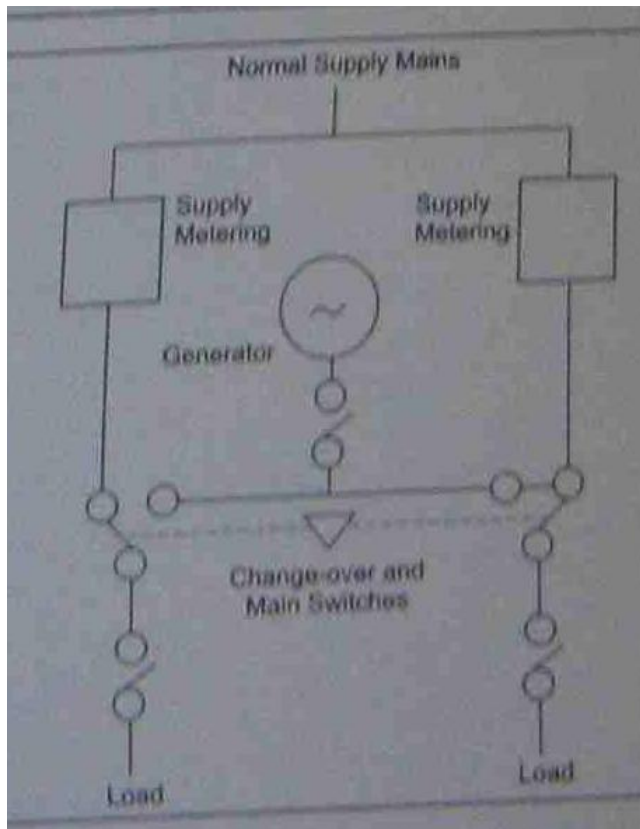 Normal Supply Mains
Supply
Metering
Supply
Metering
Generator
Change-over and
Main Switches
Load
Load